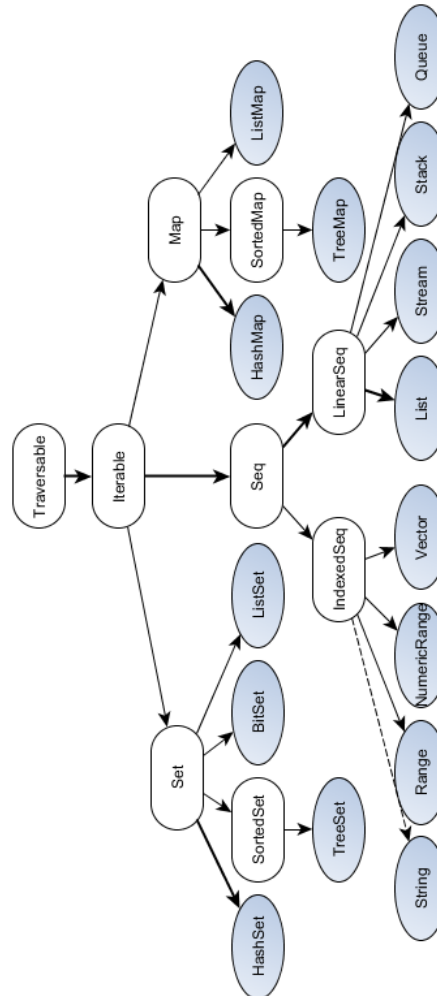 Traversable
Iterable
Set
Map
HashSet
SortedSet
BitSet
ListSet
Seq
HashMap
SortedMap
ListMap
TreeSet
IndexedSeq
LinearSeq
TreeMap
String
Range
NumericRange
Vector
List
Stream
Stack
Queue